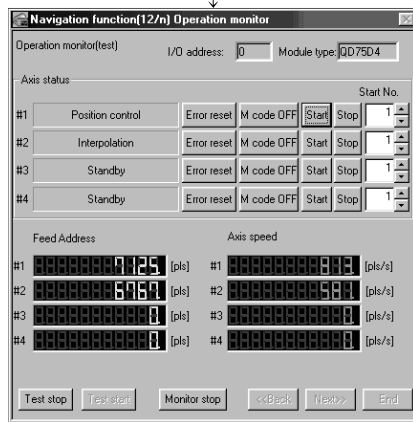 Navigation function(12/n) Operation monitor
Operation monitor(test) I/O address: 0 Module type: QD75D4
Axis status
Start No.
#1 Position control Error reset M code OFF Start Stop 1
#2 Interpolation Error reset M code OFF Start Stop 1
#3 Standby Error reset M code OFF Start Stop 1
#4 Standby Error reset M code OFF Start Stop 1
Feed Address Axis speed
#1 7125. [pls] #1 813. [pls/s]
#2 6767. [pls] #2 581. [pls/s]
#3 0. [pls] #3 0. [pls/s]
#4 0. [pls] #4 0. [pls/s]
Test stop Test start Monitor stop <<Back Next>> End